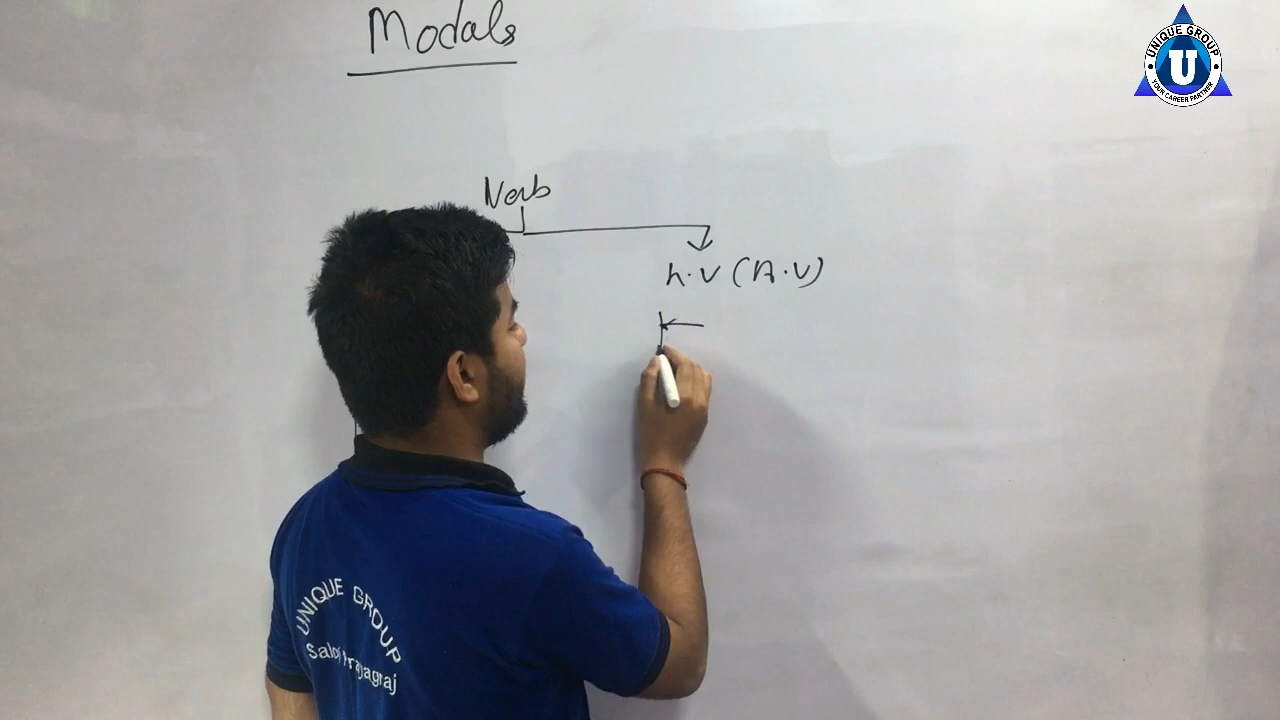 Modals
UNIQUE GROUP
U
YOUR CAREER PARTNER
Verb
h.v (A.v)
UNIQUE GROUP